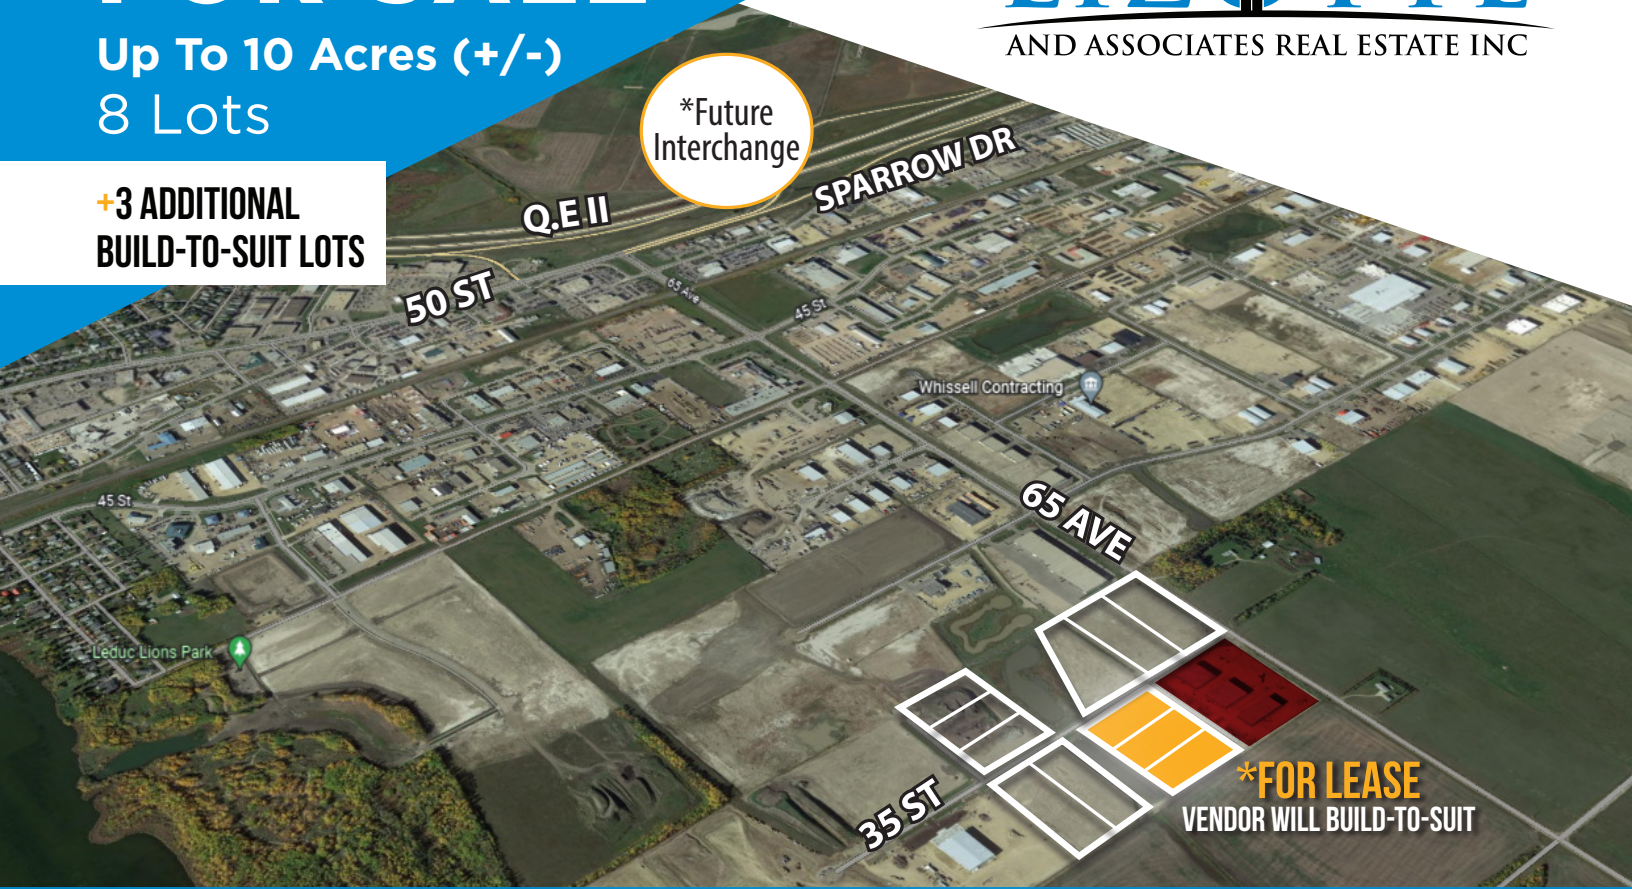 FOR SALE
Up To 10 Acres (+/-)
8 Lots
+3 ADDITIONAL
BUILD-TO-SUIT LOTS
AND ASSOCIATES REAL ESTATE INC
*Future
Interchange
Q.E II
SPARROW DR
50 ST
65 Ave
45 St
Whissell Contracting
45 St
65 AVE
Leduc Lions Park
35 ST
*FOR LEASE
VENDOR WILL BUILD-TO-SUIT